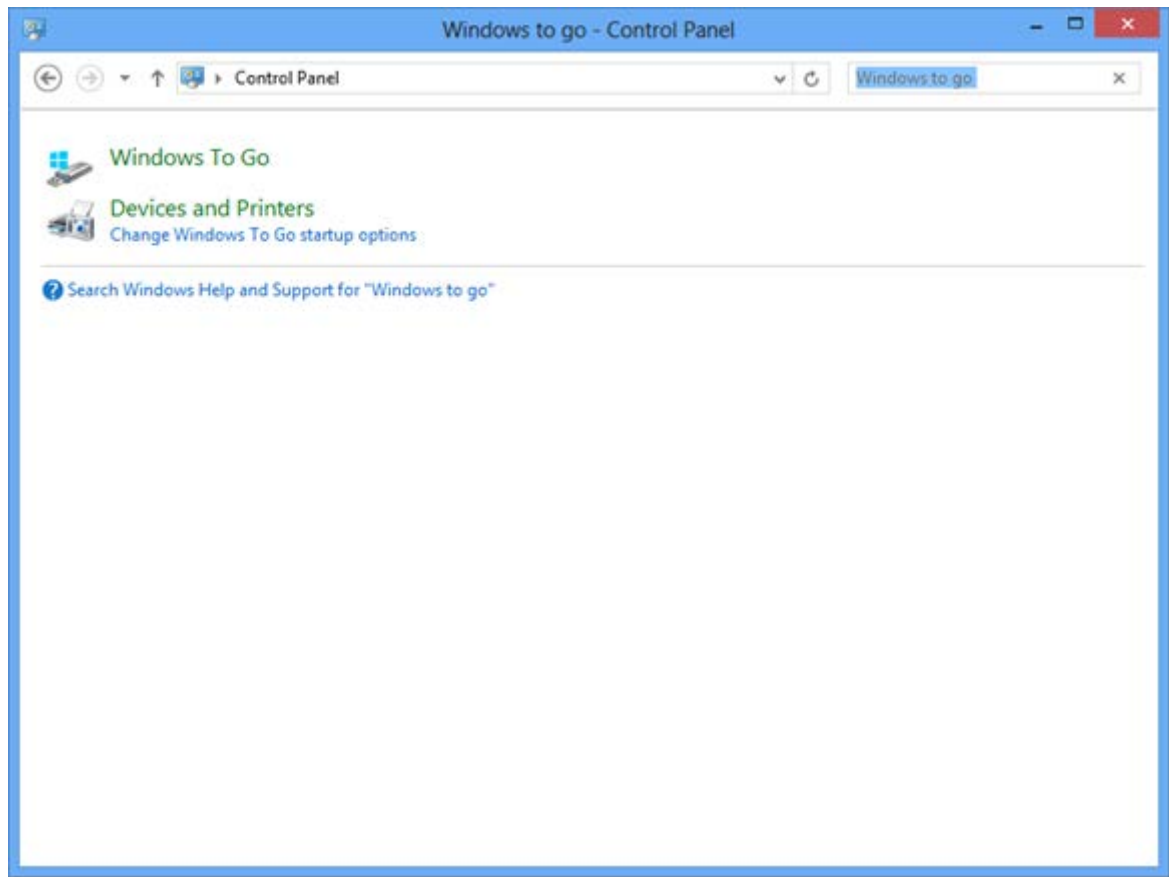 Windows to go - Control Panel
Control Panel
Windows to go
Windows To Go
Devices and Printers
Change Windows To Go startup options
Search Windows Help and Support for "Windows to go"